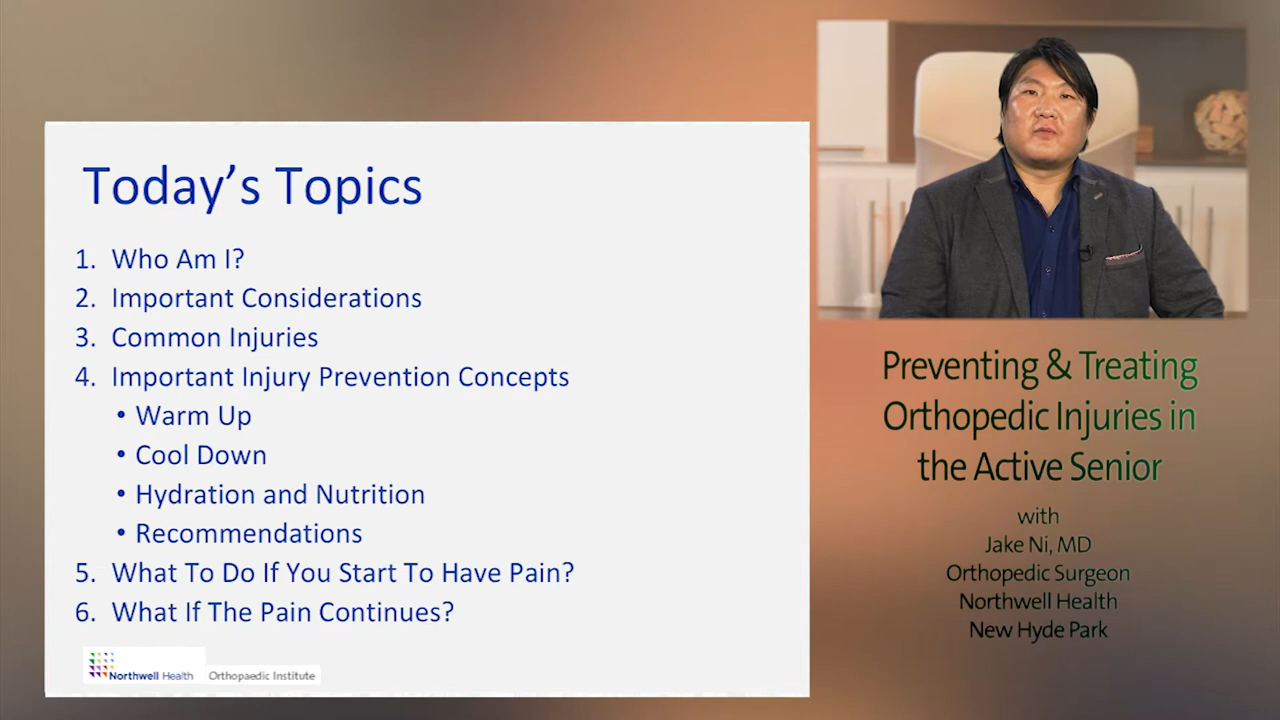 Today's Topics
1. Who Am I?
2. Important Considerations
3. Common Injuries
4. Important Injury Prevention Concepts
• Warm Up
• Cool Down
• Hydration and Nutrition
• Recommendations
5. What To Do If You Start To Have Pain?
6. What If The Pain Continues?
Northwell Health Orthopaedic Institute
Preventing & Treating
Orthopedic Injuries in
the Active Senior
with
Jake Ni, MD
Orthopedic Surgeon
Northwell Health
New Hyde Park